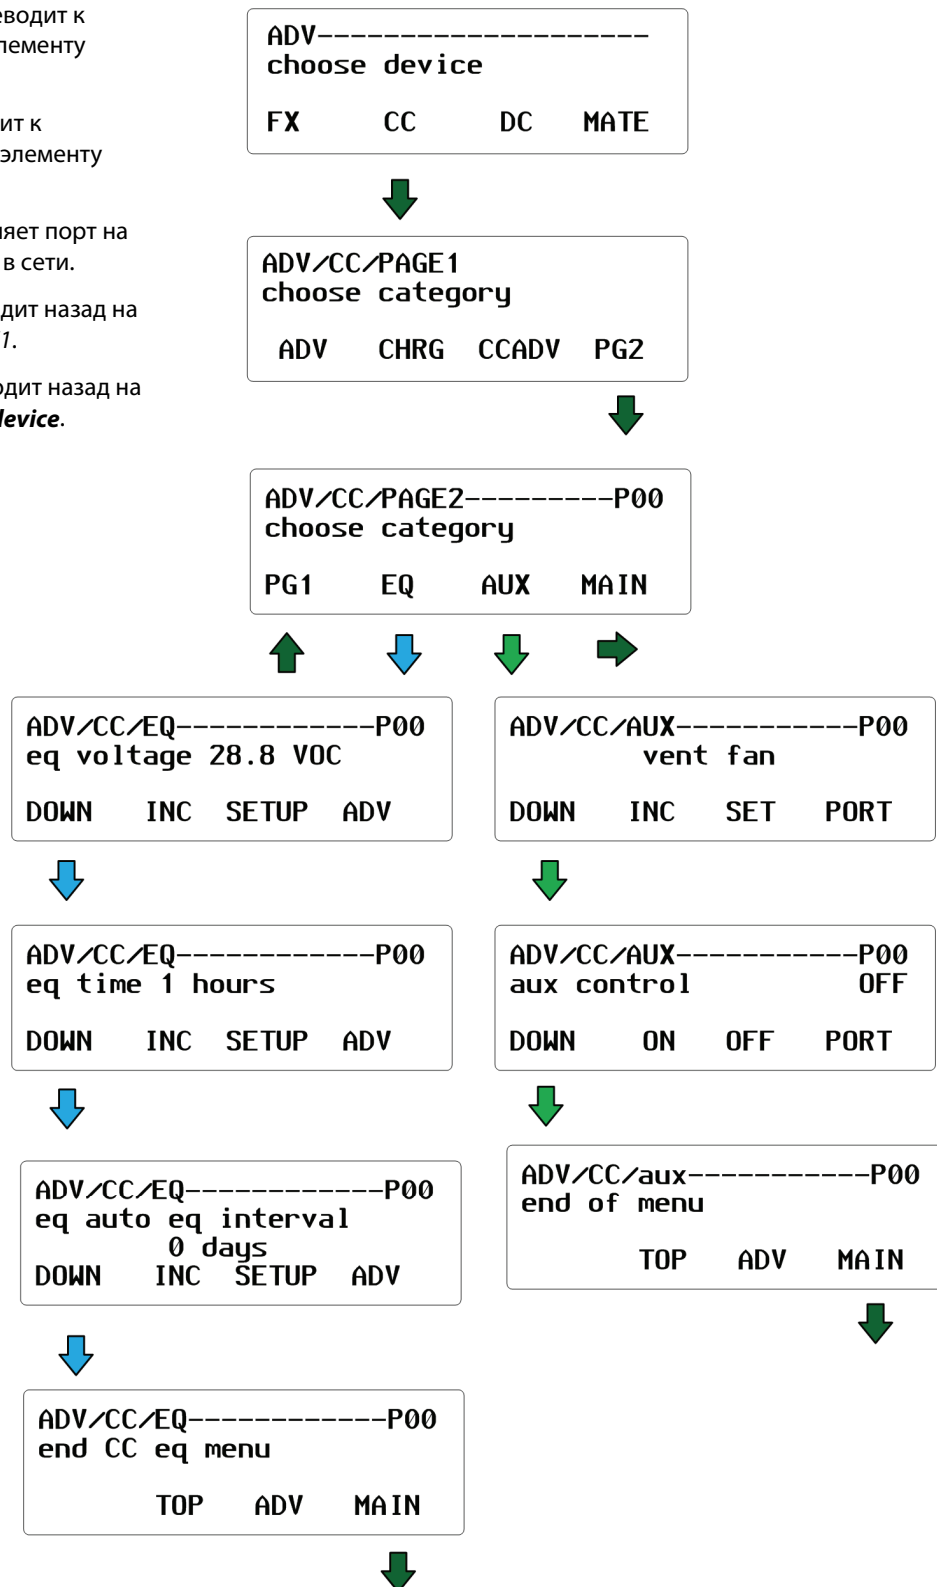 элементу
ит к
элементу
порт на
в сети.
назад на
1.
назад на
ADV--------------------
choose device
FX CC DC MATE
ADV/CC/PAGE1
choose category
ADV CHRG CCADV PG2
ADV/CC/PAGE2---------P00
choose category
PG1 EQ AUX MAIN
ADV/CC/EQ------------P00
eq voltage 28.8 VOC
DOWN INC SETUP ADV
ADV/CC/AUX-----------P00
vent fan
DOWN INC SET PORT
ADV/CC/EQ------------P00
eq time 1 hours
DOWN INC SETUP ADV
ADV/CC/AUX-----------P00
aux control OFF
DOWN ON OFF PORT
ADV/CC/EQ------------P00
eq auto eq interval
0 days
DOWN INC SETUP ADV
ADV/CC/aux-----------P00
end of menu
TOP ADV MAIN
ADV/CC/EQ------------P00
end CC eq menu
TOP ADV MAIN